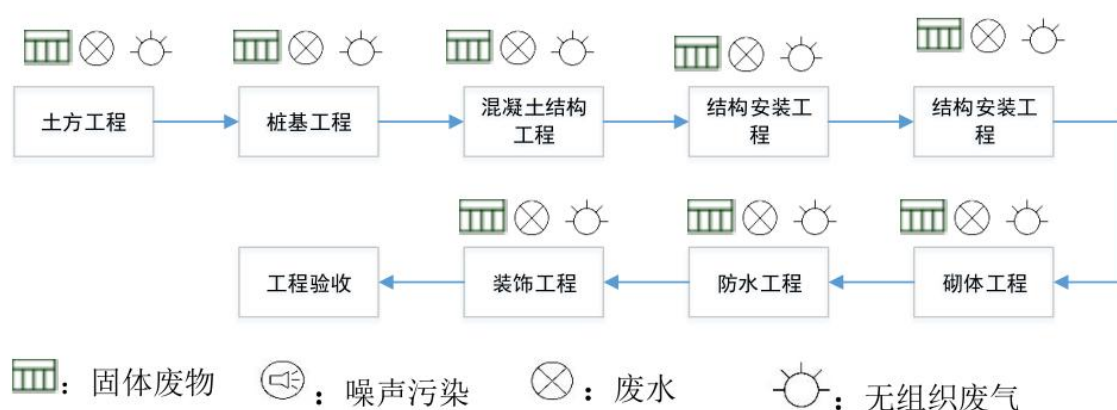 土方工程
桩基工程
混凝土结构
工程
结构安装工
程
结构安装工
程
工程验收
装饰工程
防水工程
砌体工程
：固体废物
：噪声污染
：废水
：无组织废气